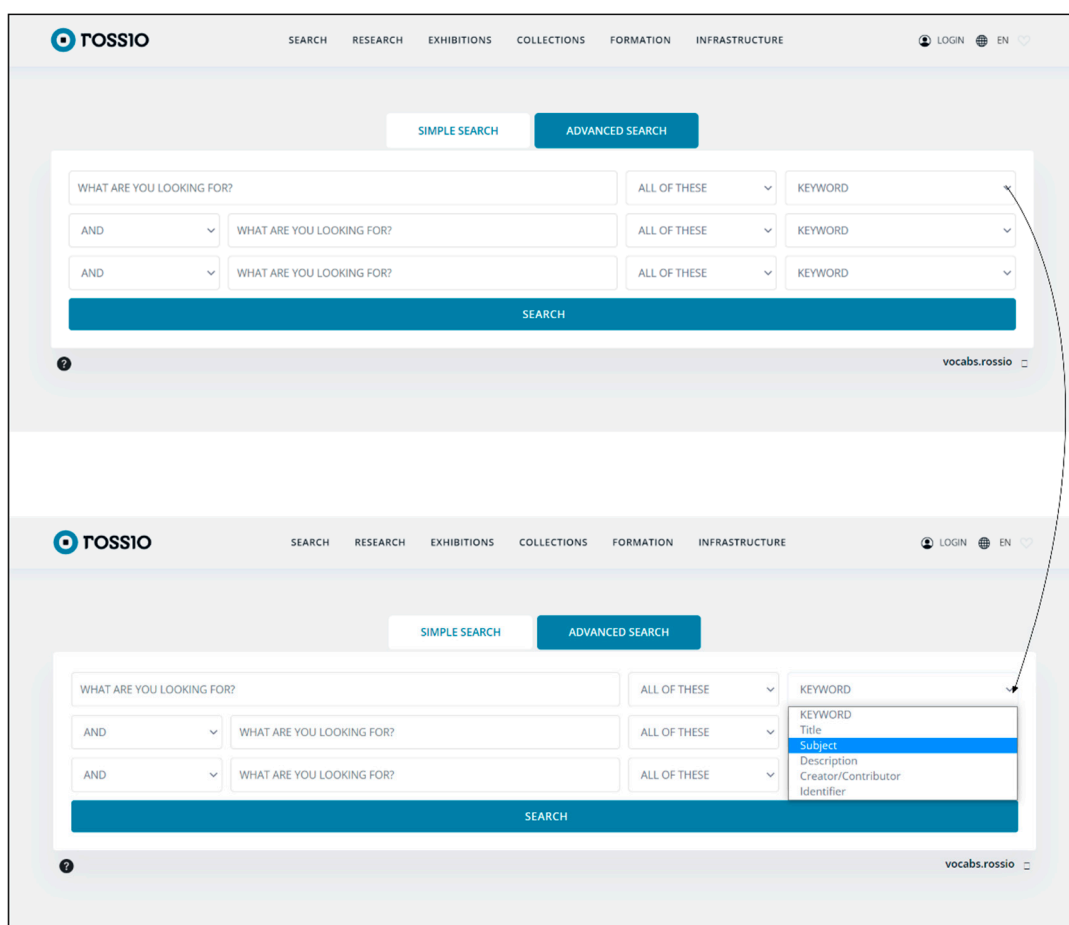 rossio SEARCH RESEARCH EXHIBITIONS COLLECTIONS FORMATION INFRASTRUCTURE LOGIN EN
SIMPLE SEARCH ADVANCED SEARCH
WHAT ARE YOU LOOKING FOR? ALL OF THESE KEYWORD
AND WHAT ARE YOU LOOKING FOR? ALL OF THESE KEYWORD
AND WHAT ARE YOU LOOKING FOR? ALL OF THESE KEYWORD
SEARCH
? vocabs.rossio
rossio SEARCH RESEARCH EXHIBITIONS COLLECTIONS FORMATION INFRASTRUCTURE LOGIN EN
SIMPLE SEARCH ADVANCED SEARCH
WHAT ARE YOU LOOKING FOR? ALL OF THESE KEYWORD
AND WHAT ARE YOU LOOKING FOR? ALL OF THESE
AND WHAT ARE YOU LOOKING FOR? ALL OF THESE
KEYWORD
Title
Subject
Description
Creator/Contributor
Identifier
SEARCH
? vocabs.rossio